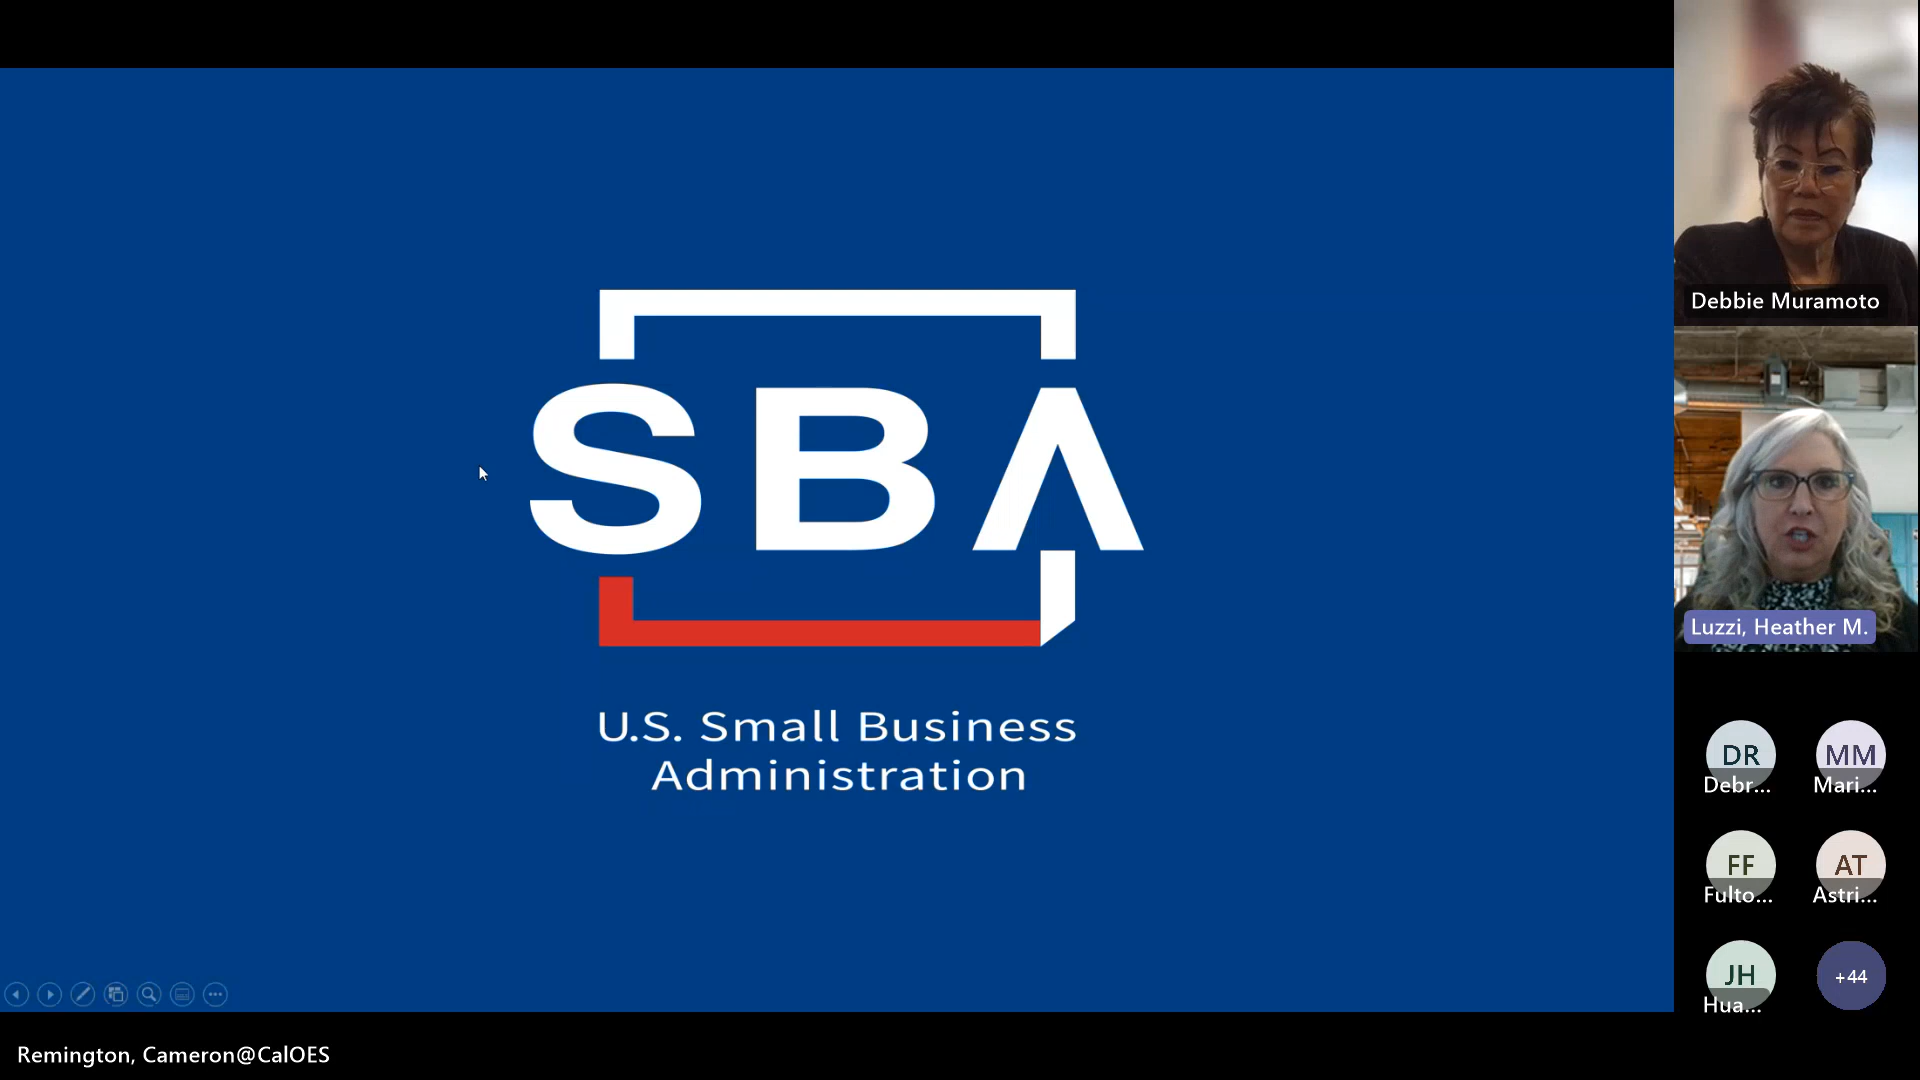 SBA
U.S. Small Business
Administration
Debbie Muramoto
Luzzi, Heather M.
DR
Debr...
MM
Mari...
FF
Fulto...
AT
Astri...
JH
Hua...
+44
Remington, Cameron@CalOES